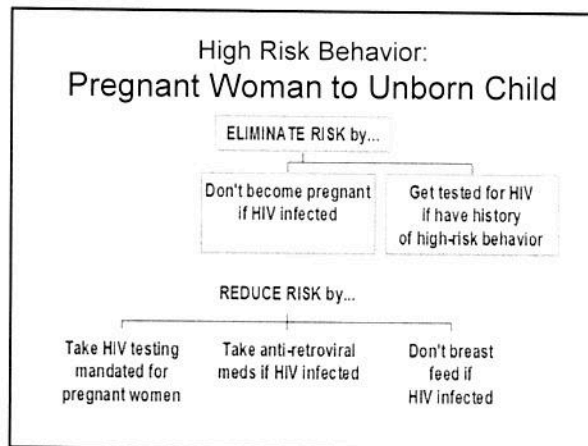 High Risk Behavior:
Pregnant Woman to Unborn Child
ELIMINATE RISK by...
Don't become pregnant
if HIV infected
Get tested for HIV
if have history
of high-risk behavior
REDUCE RISK by...
Take HIV testing
mandated for
pregnant women
Take anti-retroviral
meds if HIV infected
Don't breast
feed if
HIV infected